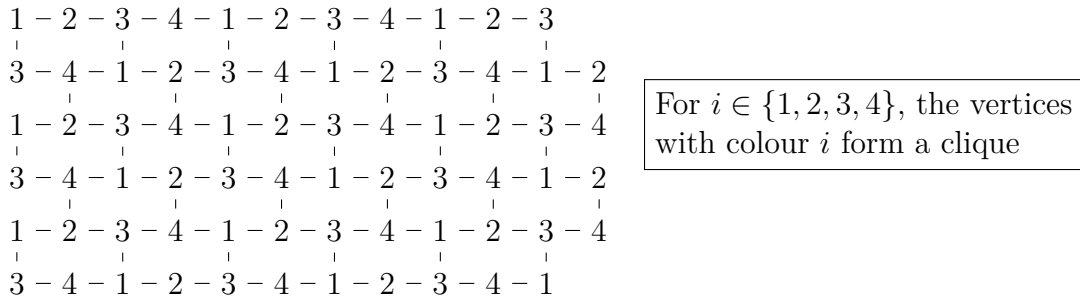 1 – 2 – 3 – 4 – 1 – 2 – 3 – 4 – 1 – 2 – 3
3 – 4 – 1 – 2 – 3 – 4 – 1 – 2 – 3 – 4 – 1 – 2
1 – 2 – 3 – 4 – 1 – 2 – 3 – 4 – 1 – 2 – 3 – 4
3 – 4 – 1 – 2 – 3 – 4 – 1 – 2 – 3 – 4 – 1 – 2
1 – 2 – 3 – 4 – 1 – 2 – 3 – 4 – 1 – 2 – 3 – 4
3 – 4 – 1 – 2 – 3 – 4 – 1 – 2 – 3 – 4 – 1
For i ∈ {1, 2, 3, 4}, the vertices
with colour i form a clique